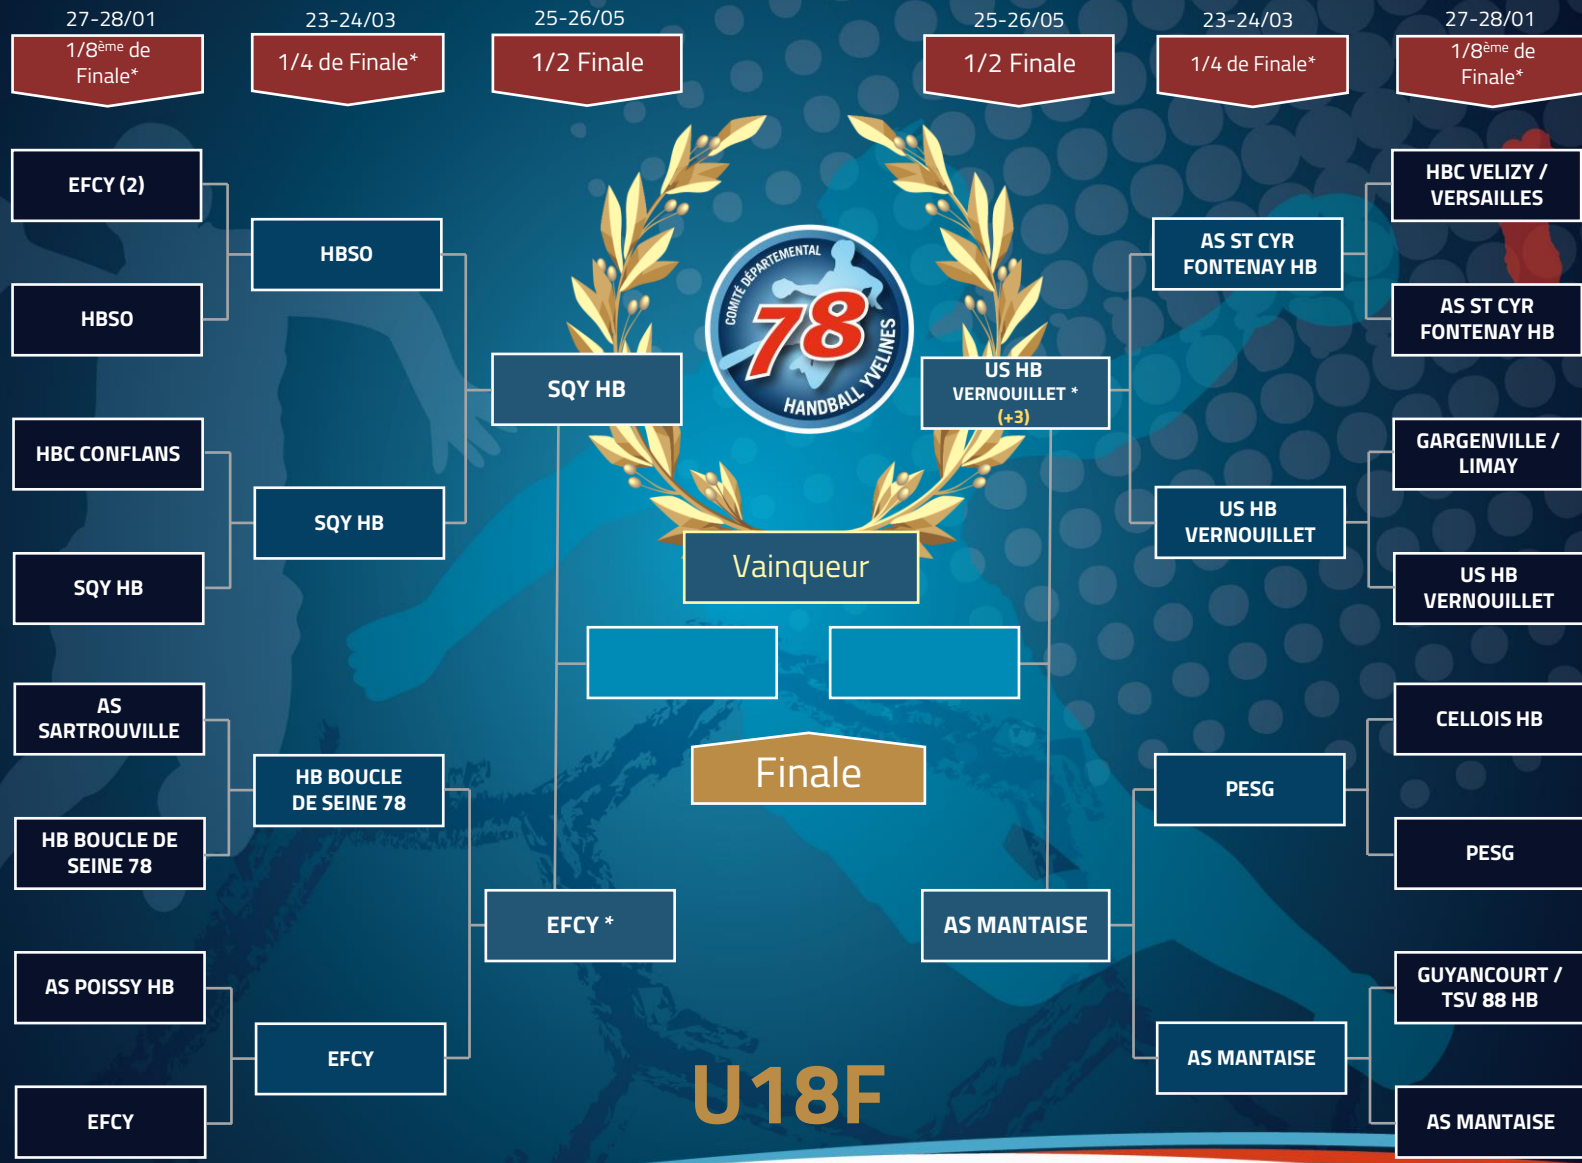 27-28/01
23-24/03
25-26/05
25-26/05
23-24/03
27-28/01
1/8ème de
Finale*
1/4 de Finale*
1/2 Finale
1/2 Finale
1/4 de Finale*
1/8ème de
Finale*
EFCY (2)
HBSO
HBC CONFLANS
SQY HB
AS
SARTROUVILLE
HB BOUCLE DE
SEINE 78
AS POISSY HB
EFCY
HBSO
SQY HB
HB BOUCLE
DE SEINE 78
EFCY
SQY HB
EFCY *
COMITÉ DÉPARTEMENTAL
78
HANDBALL YVELINES
Vainqueur
Finale
U18F
US HB
VERNOUILLET *
(+3)
AS MANTAISE
AS ST CYR
FONTENAY HB
US HB
VERNOUILLET
PESG
AS MANTAISE
HBC VELIZY /
VERSAILLES
AS ST CYR
FONTENAY HB
GARGENVILLE /
LIMAY
US HB
VERNOUILLET
CELLOIS HB
PESG
GUYANCOURT /
TSV 88 HB
AS MANTAISE